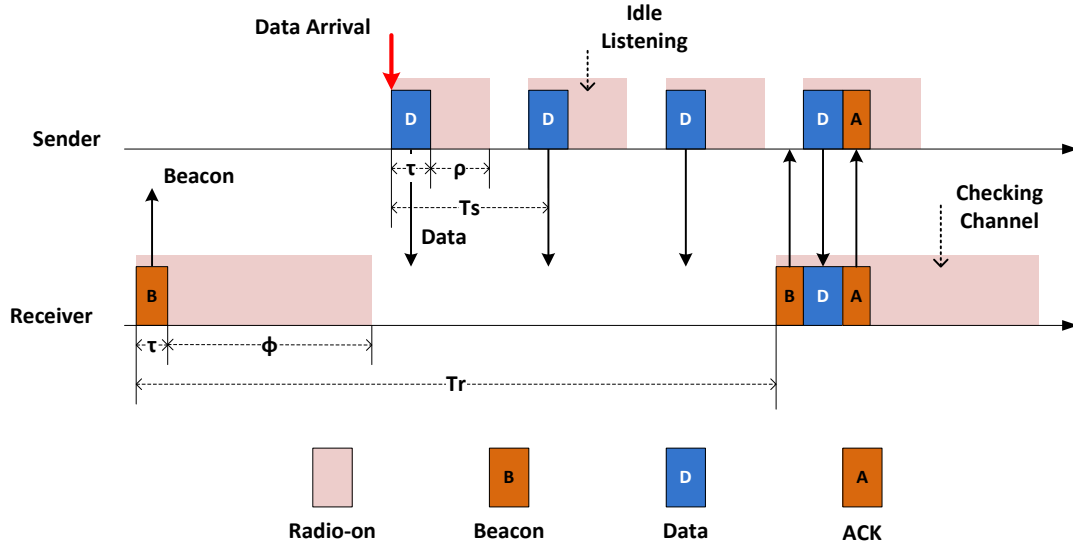 Idle
Listening
Data Arrival
D
D
D
D
A
Sender
τ
ρ
Beacon
Ts
Data
Checking
Channel
B
B
D
A
Receiver
τ
ϕ
Tr
B
D
A
Radio-on
Beacon
Data
ACK